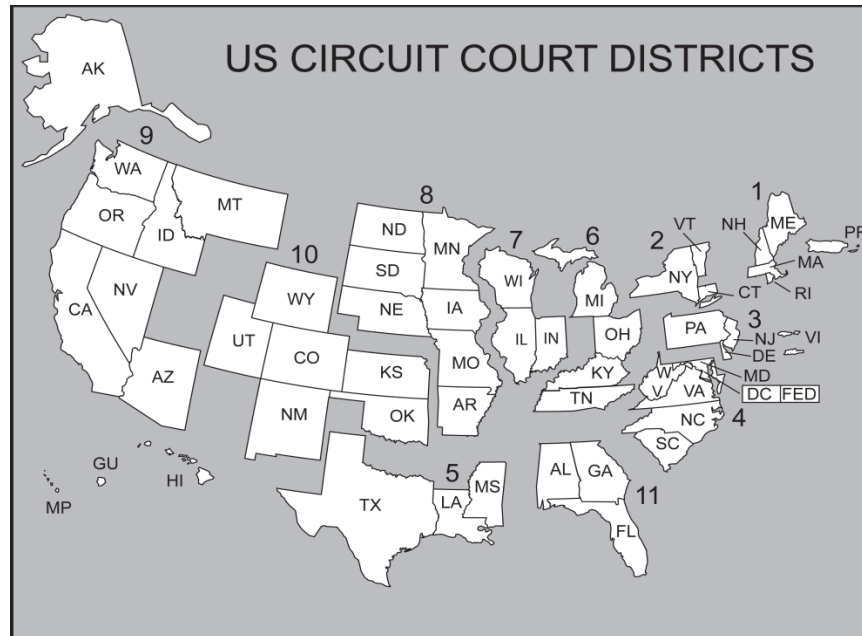 US CIRCUIT COURT DISTRICTS
AK
9
WA
MT
OR
ID
NV
CA
AZ
GU
HI
MP
10
WY
UT
CO
NM
KS
OK
8
ND
MN
SD
NE
IA
MO
AR
7
WI
IL
IN
6
MI
OH
KY
TN
5
TX
LA
MS
11
AL
GA
FL
4
W
V
VA
MD
DC
FED
NC
SC
3
PA
NJ
DE
VI
2
VT
NY
CT
1
NH
ME
MA
RI
PR